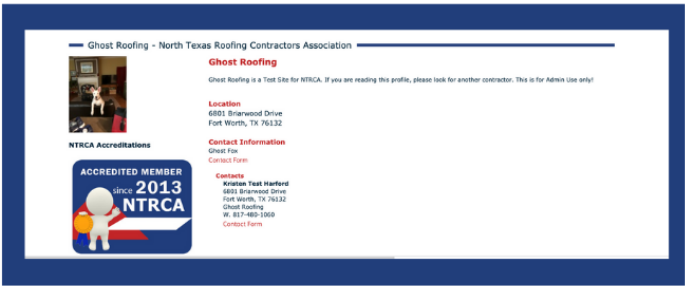 Ghost Roofing - North Texas Roofing Contractors Association
Ghost Roofing
Ghost Roofing is a Test Site for NTRCA. If you are reading this profile, please look for another contractor. This is for Admin Use only!
Location
6801 Briarwood Drive
Fort Worth, TX 76132
NTRCA Accreditations
Contact Information
Ghost Fox
Contact Form
ACCREDITED MEMBER
since 2013
NTRCA
Contacts
Kristen Test Harford
6801 Briarwood Drive
Fort Worth, TX 76132
Ghost Roofing
W. 817-480-1060
Contact Form